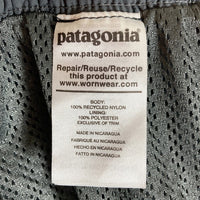 patagonia®
www.patagonia.com
Repair/Reuse/Recycle
this product at
www.wornwear.com
BODY:
100% RECYCLED NYLON
LINING:
100% POLYESTER
EXCLUSIVE OF TRIM
MADE IN NICARAGUA
FABRIQUÉ AU NICARAGUA
HECHO EN NICARAGUA
FATTO IN NICARAGUA